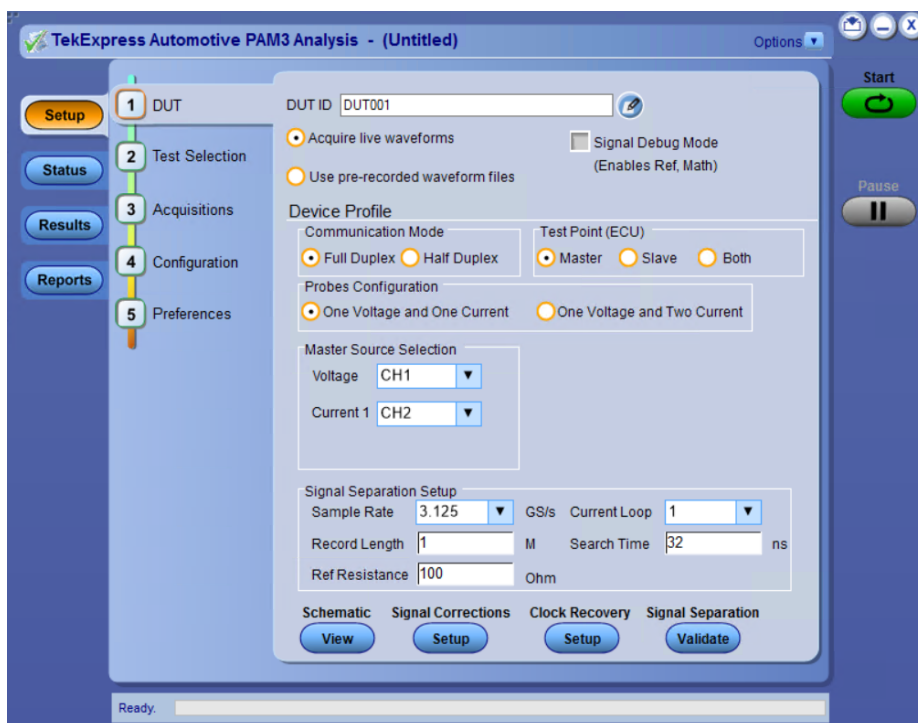 TekExpress Automotive PAM3 Analysis - (Untitled)
Options
Start
Pause
Setup
Status
Results
Reports
1 DUT
2 Test Selection
3 Acquisitions
4 Configuration
5 Preferences
DUT ID DUT001
Acquire live waveforms
Signal Debug Mode
(Enables Ref, Math)
Use pre-recorded waveform files
Device Profile
Communication Mode
Full Duplex Half Duplex
Test Point (ECU)
Master Slave Both
Probes Configuration
One Voltage and One Current One Voltage and Two Current
Master Source Selection
Voltage CH1
Current 1 CH2
Signal Separation Setup
Sample Rate 3.125 GS/s Current Loop 1
Record Length 1 M Search Time 32 ns
Ref Resistance 100 Ohm
Schematic Signal Corrections Clock Recovery Signal Separation
View Setup Setup Validate
Ready.